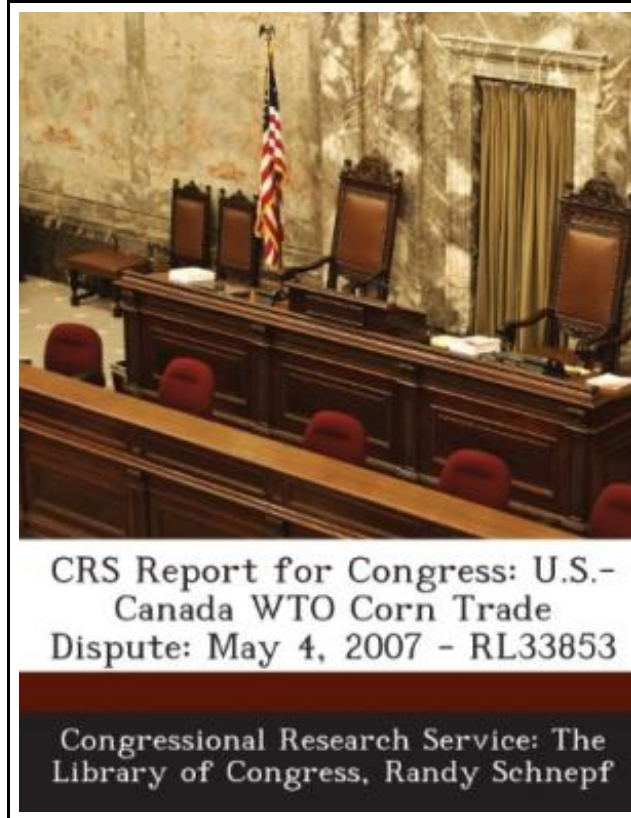 CRS Report for Congress: U.S.-
Canada WTO Corn Trade
Dispute: May 4, 2007 - RL33853
Congressional Research Service: The
Library of Congress, Randy Schnepf